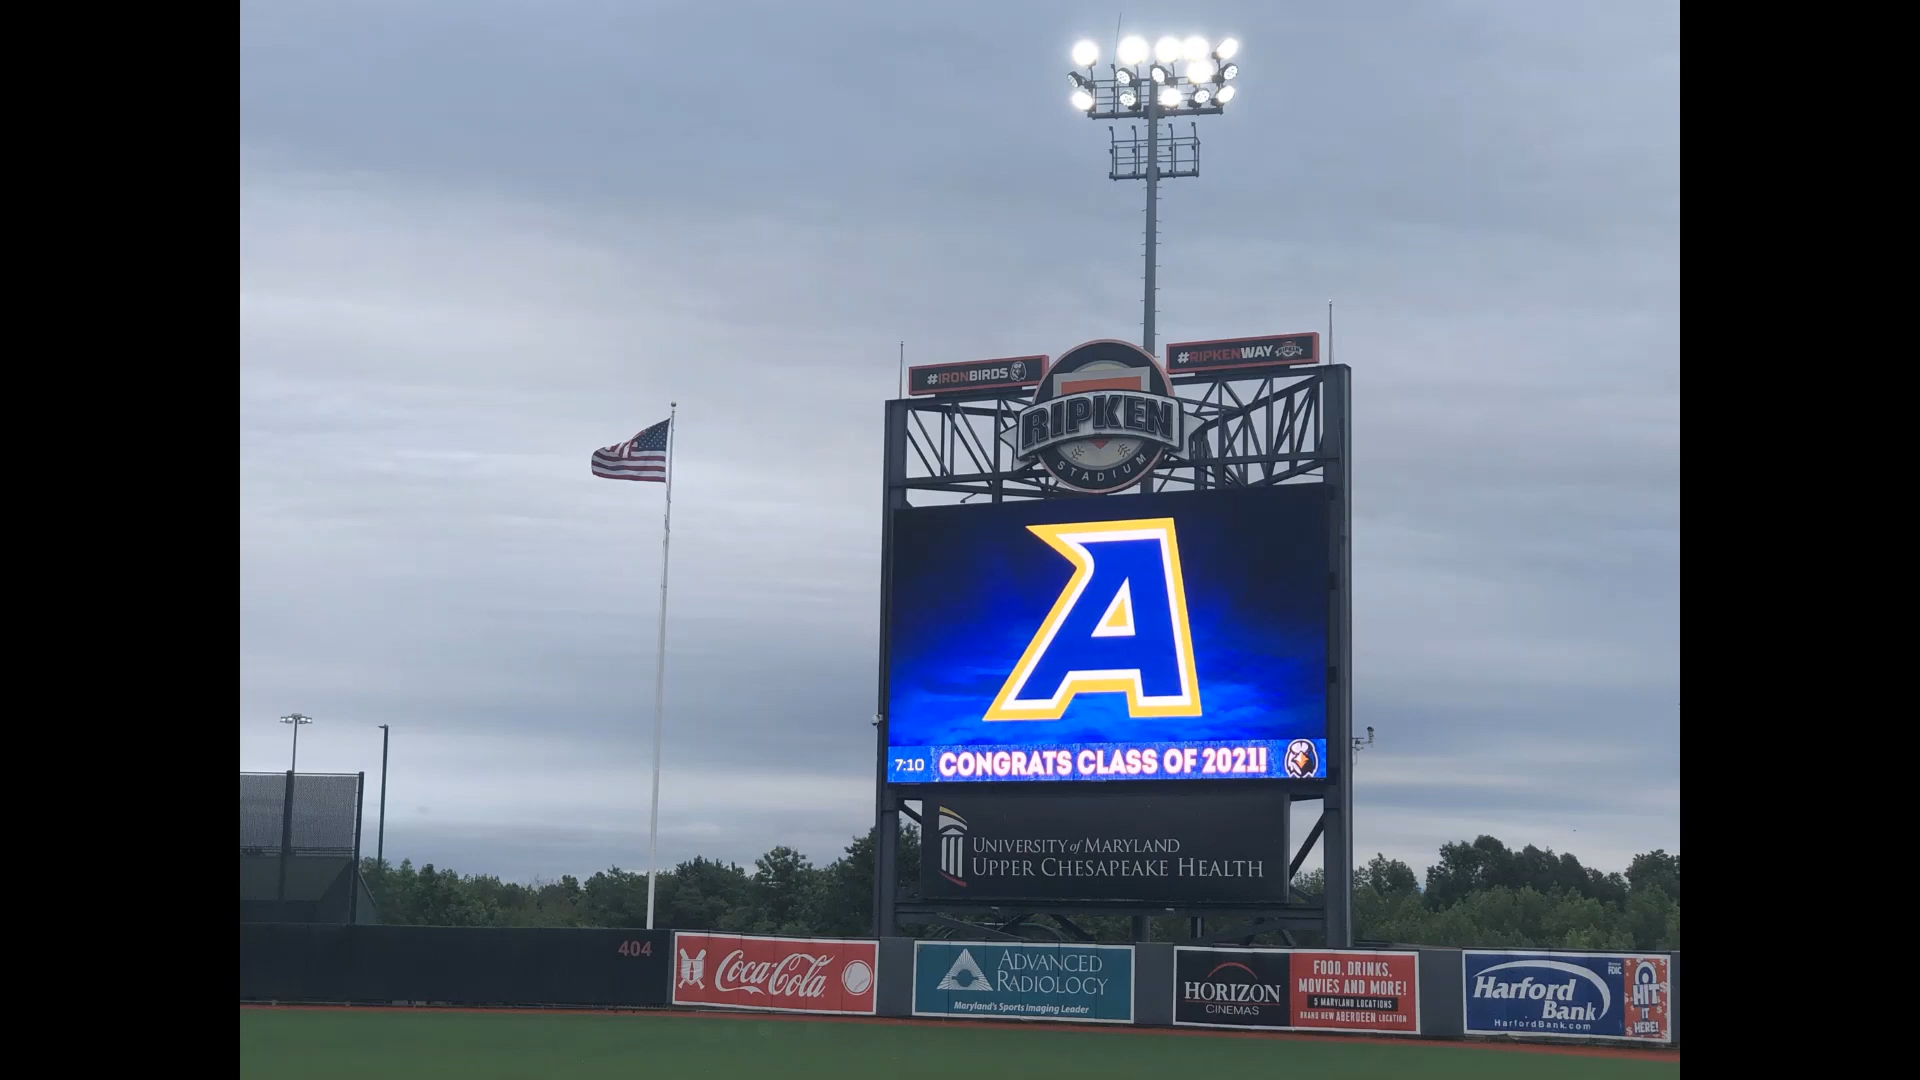 #IRONBIRDS
#RIPKENWAY
RIPKEN
STADIUM
A
7:10 CONGRATS CLASS OF 2021!
UNIVERSITY of MARYLAND
UPPER CHESAPEAKE HEALTH
404
Coca-Cola
ADVANCED
RADIOLOGY
Maryland's Sports Imaging Leader
HORIZON
CINEMAS
FOOD, DRINKS,
MOVIES AND MORE!
5 MARYLAND LOCATIONS
BRAND NEW ABERDEEN LOCATION
Harford
Bank
HarfordBank.com
FDIC
HIT
IT
HERE!